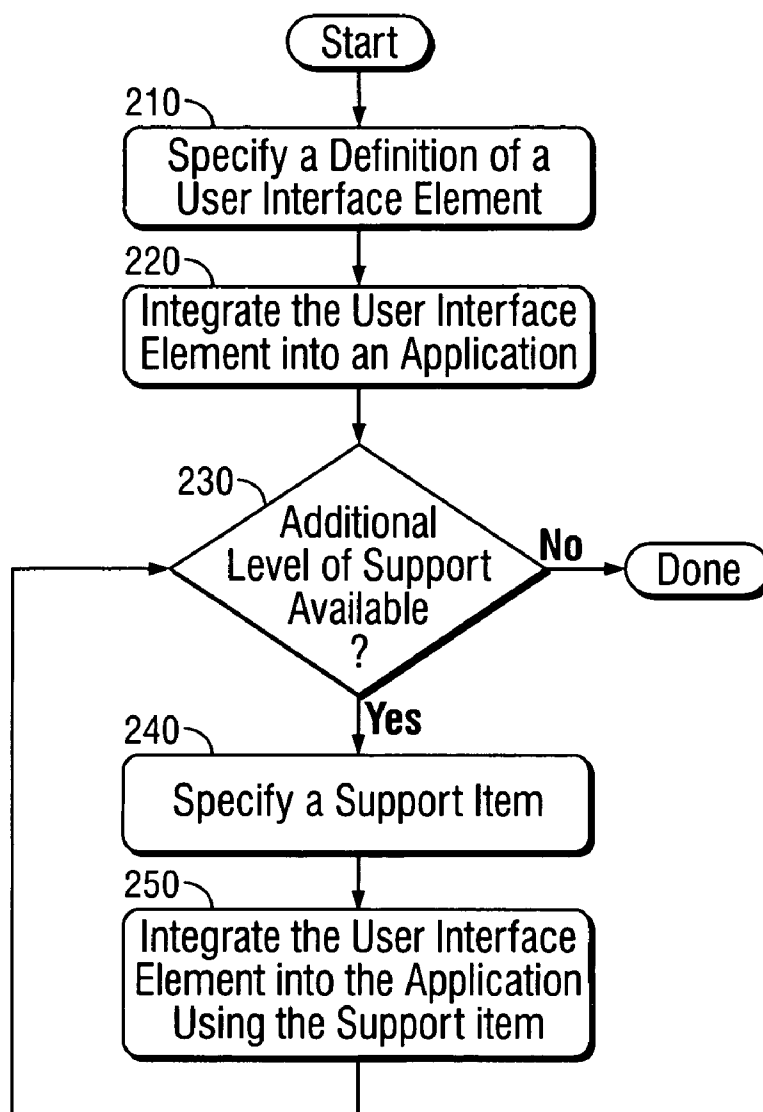 Start
210
Specify a Definition of a
User Interface Element
220
Integrate the User Interface
Element into an Application
230
Additional
Level of Support
Available
?
No
Done
Yes
240
Specify a Support Item
250
Integrate the User Interface
Element into the Application
Using the Support item